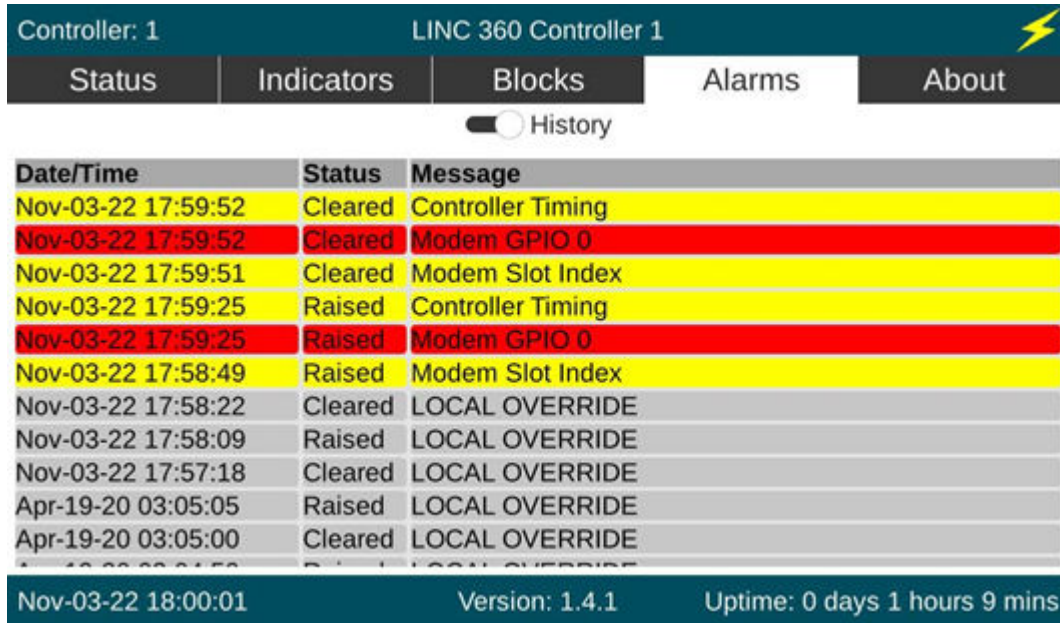 Controller: 1 LINC 360 Controller 1
Status Indicators Blocks Alarms About
History
Date/Time Status Message
Nov-03-22 17:59:52 Cleared Controller Timing
Nov-03-22 17:59:52 Cleared Modem GPIO 0
Nov-03-22 17:59:51 Cleared Modem Slot Index
Nov-03-22 17:59:25 Raised Controller Timing
Nov-03-22 17:59:25 Raised Modem GPIO 0
Nov-03-22 17:58:49 Raised Modem Slot Index
Nov-03-22 17:58:22 Cleared LOCAL OVERRIDE
Nov-03-22 17:58:09 Raised LOCAL OVERRIDE
Nov-03-22 17:57:18 Cleared LOCAL OVERRIDE
Apr-19-20 03:05:05 Raised LOCAL OVERRIDE
Apr-19-20 03:05:00 Cleared LOCAL OVERRIDE
Nov-03-22 18:00:01 Version: 1.4.1 Uptime: 0 days 1 hours 9 mins